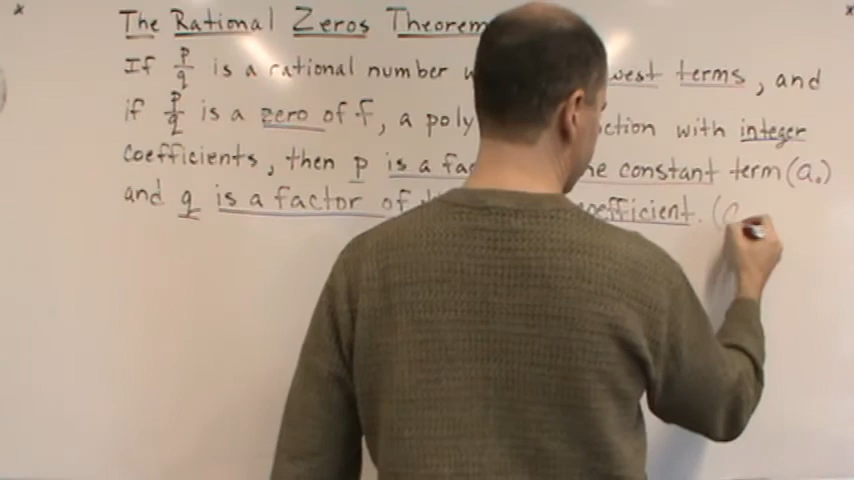 The Rational Zeros Theorem
If p/q is a rational number west terms, and
if p/q is a zero of f, a poly ction with integer
coefficients, then p is a fac he constant term (a₀)
and q is a factor of oefficient. (